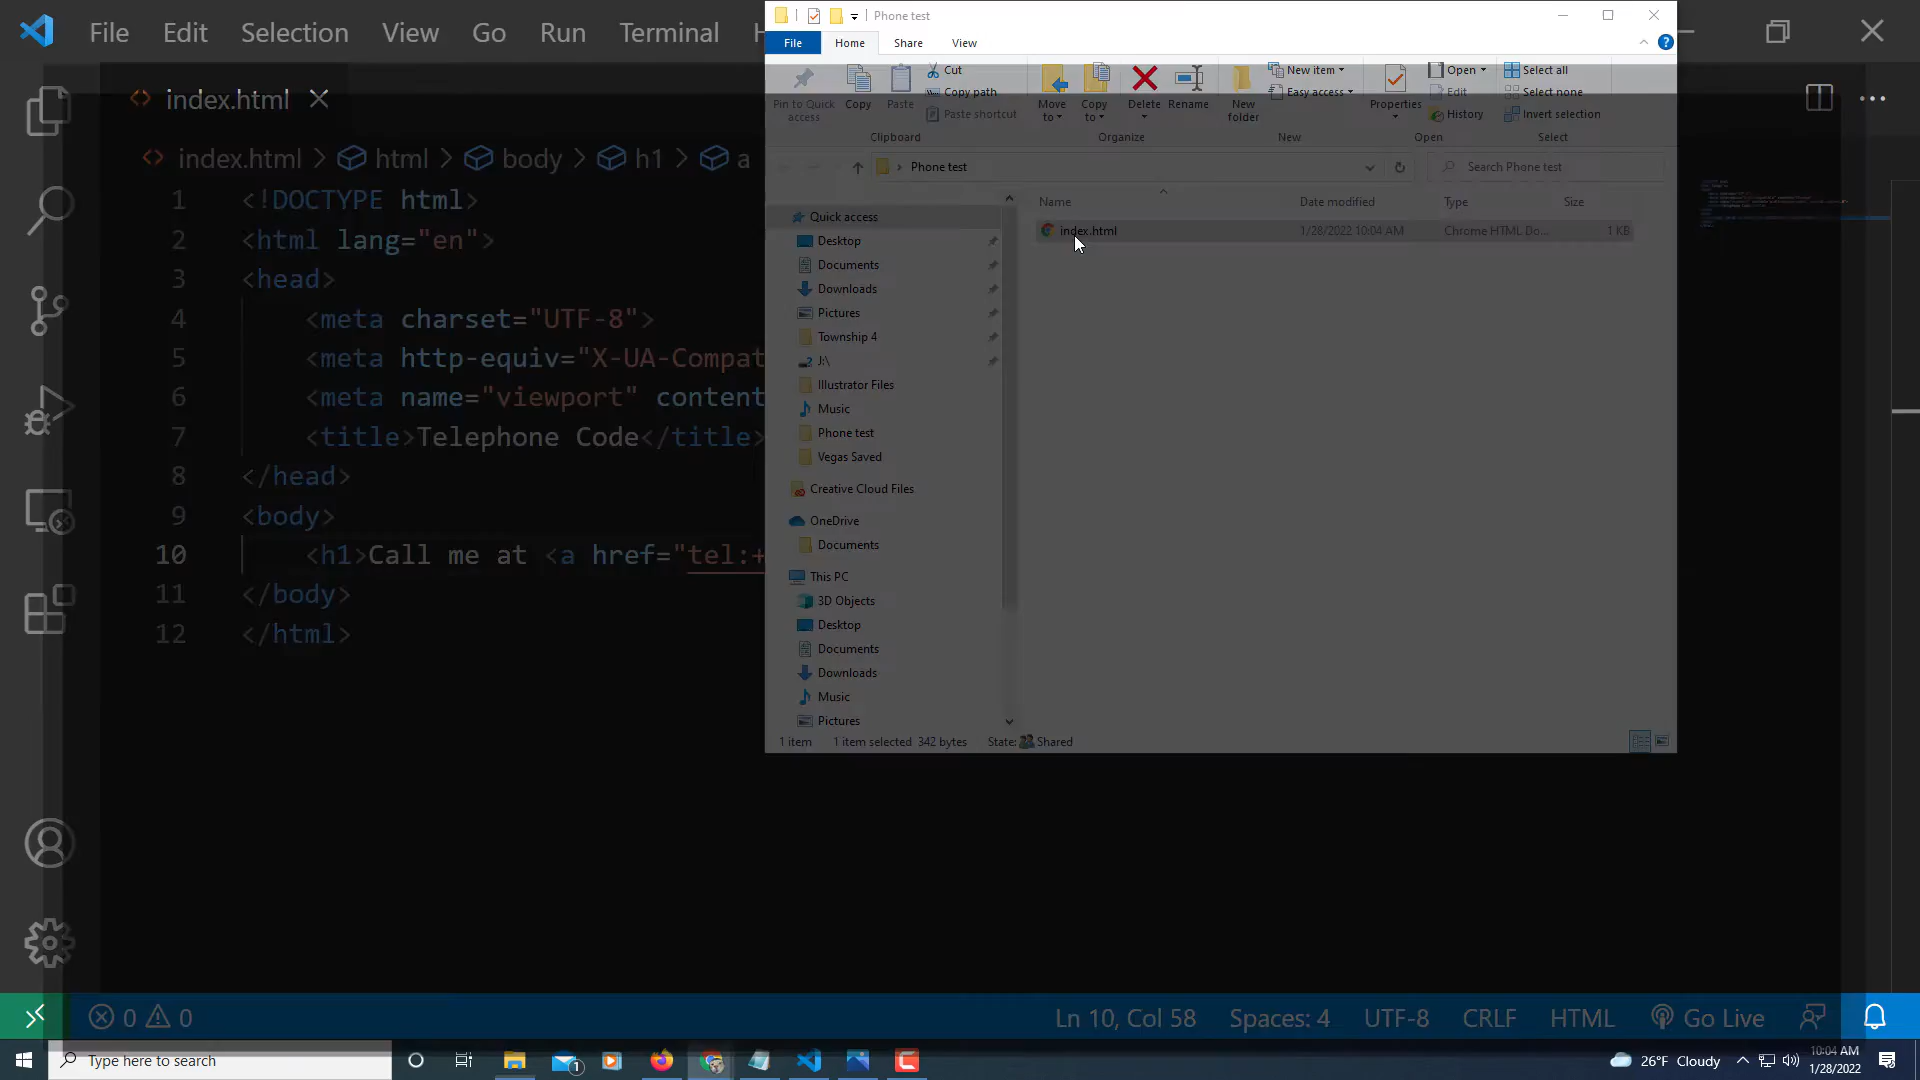 File Edit Selection View Go Run Terminal H
index.html
index.html > html > body > h1 > a
1 <!DOCTYPE html>
2 <html lang="en">
3 <head>
4 <meta charset="UTF-8">
5 <meta http-equiv="X-UA-Compat
6 <meta name="viewport" content
7 <title>Telephone Code</title>
8 </head>
9 <body>
10 <h1>Call me at <a href="tel:+
11 </body>
12 </html>
Phone test
File Home Share View
Pin to Quick access
Copy
Paste
Cut
Copy path
Paste shortcut
Clipboard
Move to
Copy to
Delete
Rename
Organize
New folder
New item
Easy access
New
Properties
Open
Edit
History
Open
Select all
Select none
Invert selection
Select
Phone test
Search Phone test
Name Date modified Type Size
index.html 1/28/2022 10:04 AM Chrome HTML Do... 1 KB
Quick access
Desktop
Documents
Downloads
Pictures
Township 4
J:\
Illustrator Files
Music
Phone test
Vegas Saved
Creative Cloud Files
OneDrive
Documents
This PC
3D Objects
Desktop
Documents
Downloads
Music
Pictures
1 item 1 item selected 342 bytes State: Shared
0 0 Ln 10, Col 58 Spaces: 4 UTF-8 CRLF HTML Go Live
Type here to search
1
26°F Cloudy
10:04 AM
1/28/2022